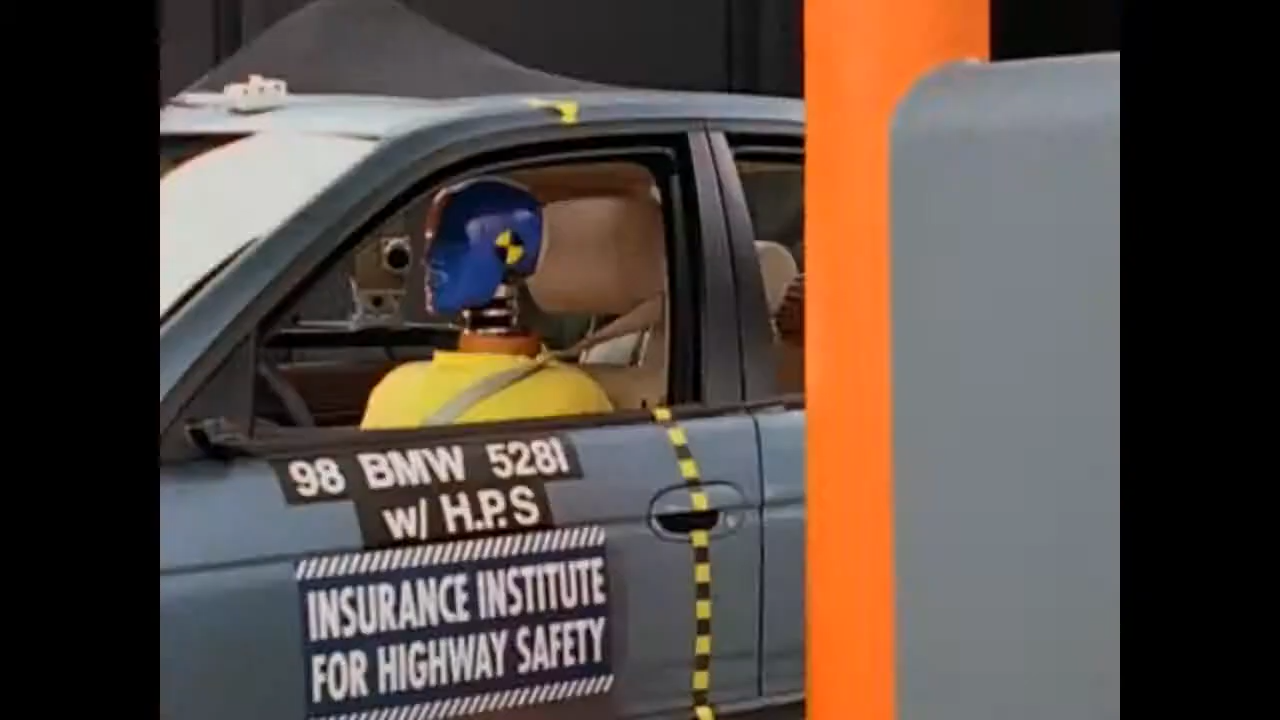 98 BMW 528I
w/ H.P.S
INSURANCE INSTITUTE
FOR HIGHWAY SAFETY